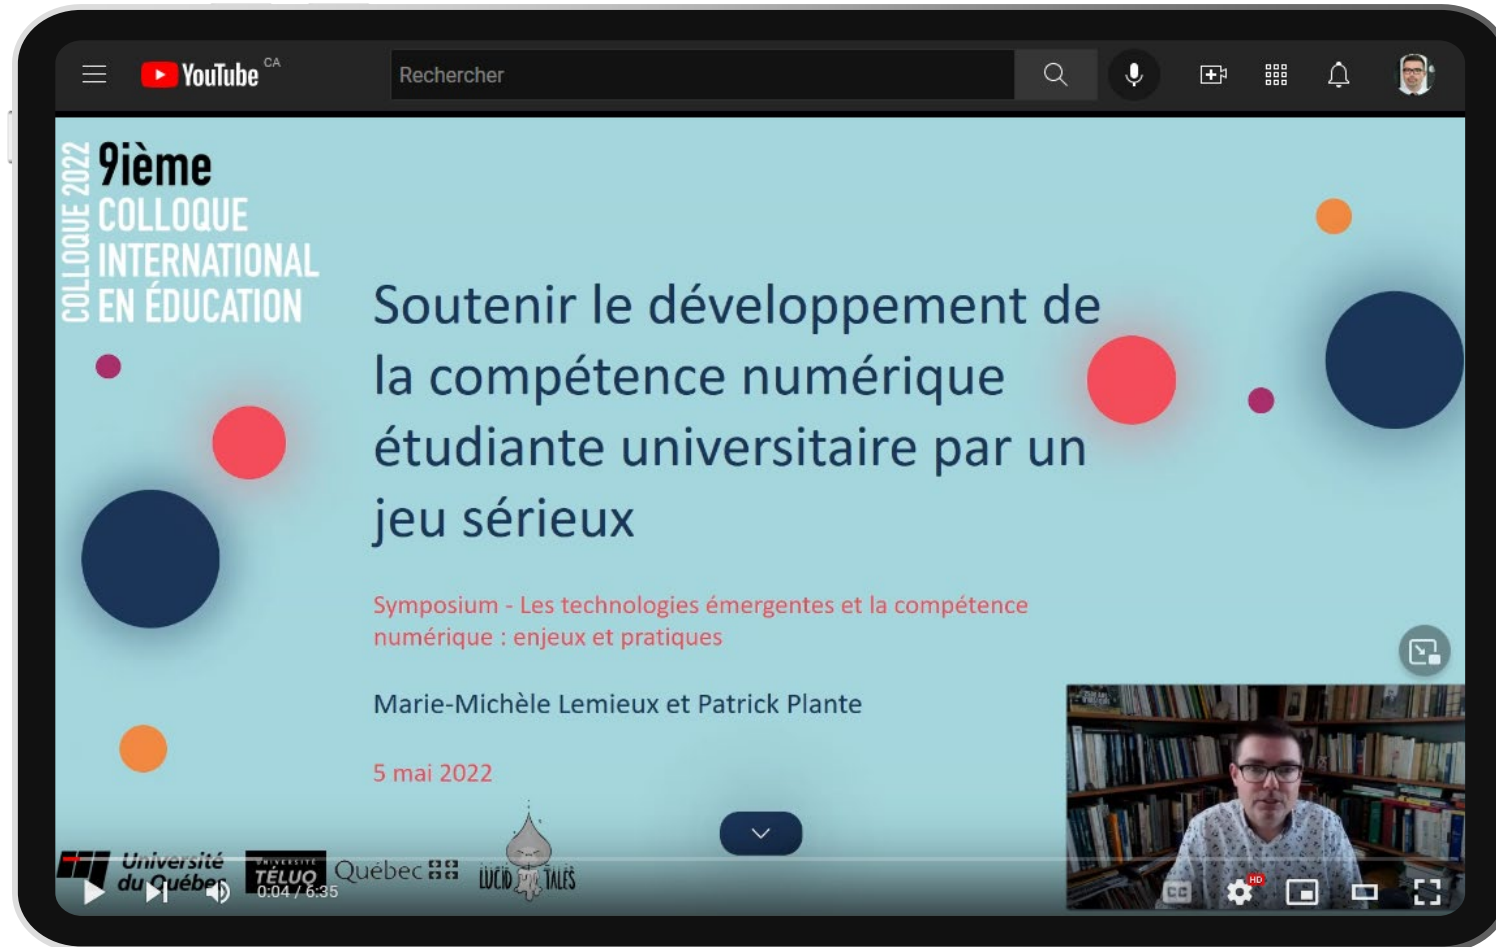 YouTube CA
Rechercher
COLLOQUE 2022
9ième
COLLOQUE
INTERNATIONAL
EN ÉDUCATION
Soutenir le développement de
la compétence numérique
étudiante universitaire par un
jeu sérieux
Symposium - Les technologies émergentes et la compétence
numérique : enjeux et pratiques
Marie-Michèle Lemieux et Patrick Plante
5 mai 2022
Université
du Québec
UNIVERSITÉ
TÉLUQ
Québec
LUCID TALES
0:04 / 6:35
CC
HD